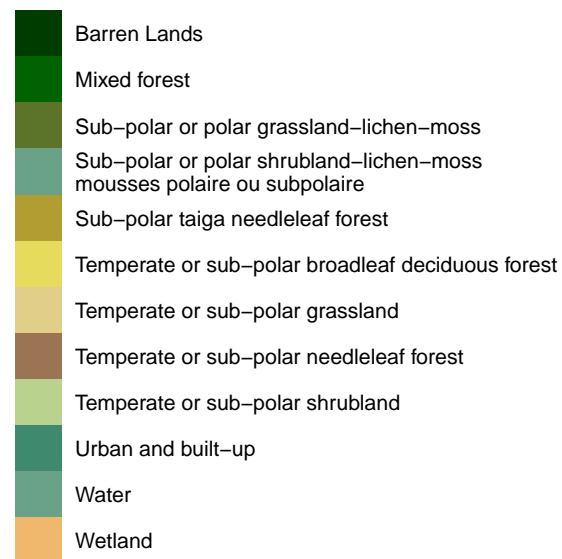 Barren Lands
Mixed forest
Sub−polar or polar grassland−lichen−moss
Sub−polar or polar shrubland−lichen−moss
mousses polaire ou subpolaire
Sub−polar taiga needleleaf forest
Temperate or sub−polar broadleaf deciduous forest
Temperate or sub−polar grassland
Temperate or sub−polar needleleaf forest
Temperate or sub−polar shrubland
Urban and built−up
Water
Wetland